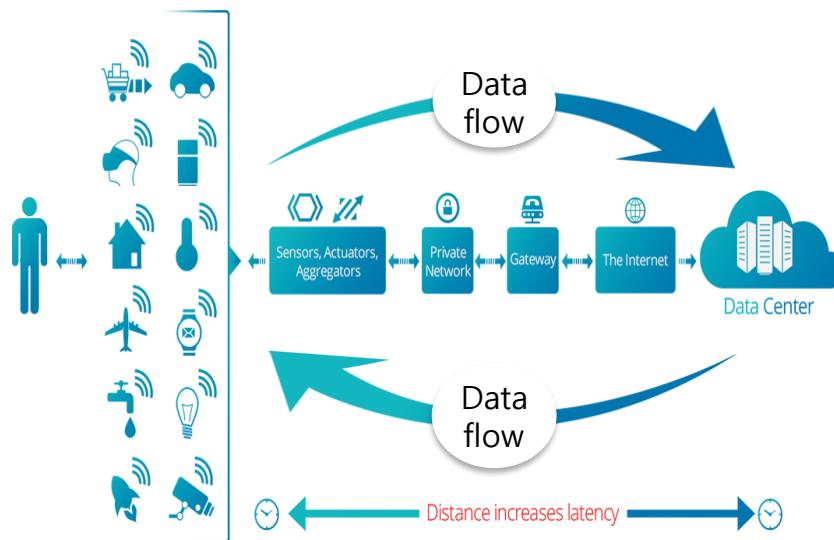 Data
flow
Sensors, Actuators,
Aggregators
Private
Network
Gateway
The Internet
Data Center
Data
flow
Distance increases latency